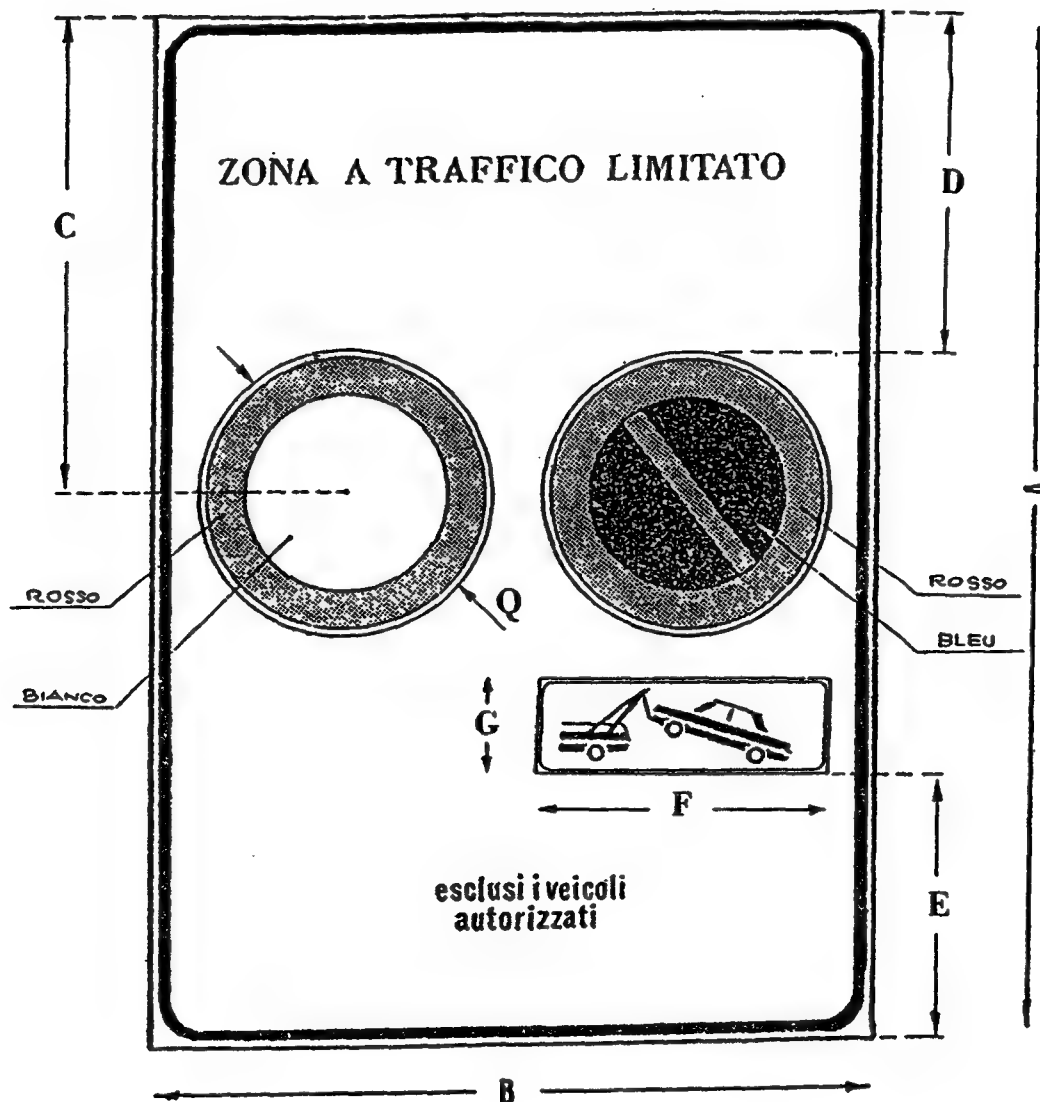 ZONA A TRAFFICO LIMITATO
C
D
ROSSO
BIANCO
Q
ROSSO
BLEU
G
F
E
esclusi i veicoli
autorizzati
B